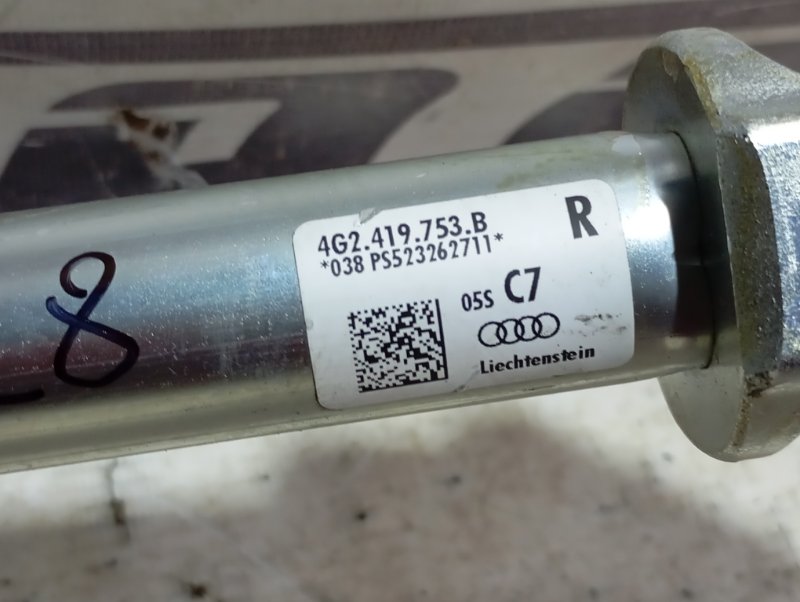 4G2.419.753.B
R
*038 PS523262711*
05S C7
Liechtenstein
8